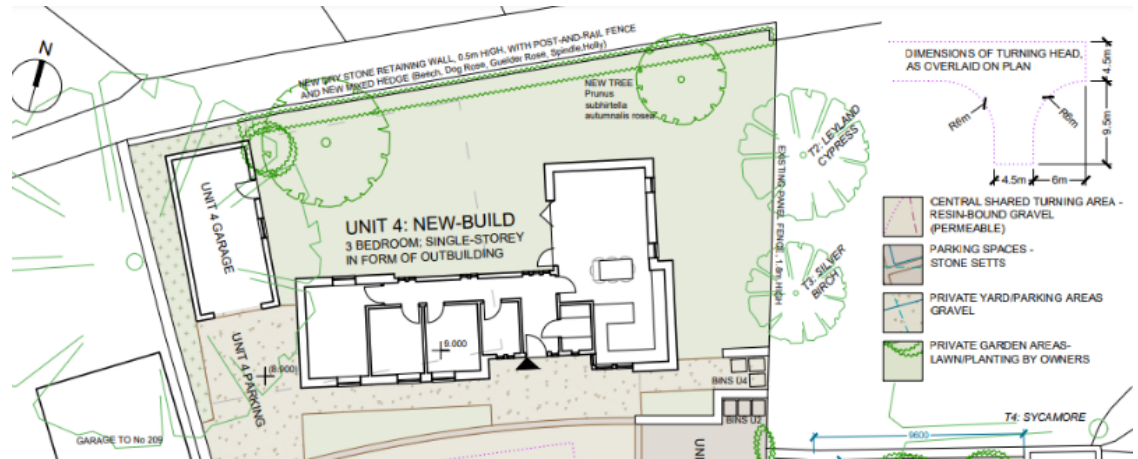 N
NEW DRY STONE RETAINING WALL, 0.5m HIGH, WITH POST-AND-RAIL FENCE
AND NEW MIXED HEDGE (Beech, Dog Rose, Guelder Rose, Spindle,Holly)
NEW TREE
Prunus
subhirtella
autumnalis rosea
T2: LEYLAND
CYPRESS
EXISTING PANEL FENCE, 1.8m HIGH
T3: SILVER
BIRCH
UNIT 4 GARAGE
UNIT 4: NEW-BUILD
3 BEDROOM; SINGLE-STOREY
IN FORM OF OUTBUILDING
9.000
(8.900)
UNIT 4 PARKING
GARAGE TO No 209
BINS U4
BINS U2
DIMENSIONS OF TURNING HEAD,
AS OVERLAID ON PLAN
4.5m
R6m
R6m
9.5m
4.5m
6m
CENTRAL SHARED TURNING AREA -
RESIN-BOUND GRAVEL
(PERMEABLE)
PARKING SPACES -
STONE SETTS
PRIVATE YARD/PARKING AREAS
GRAVEL
PRIVATE GARDEN AREAS-
LAWN/PLANTING BY OWNERS
T4: SYCAMORE
9600